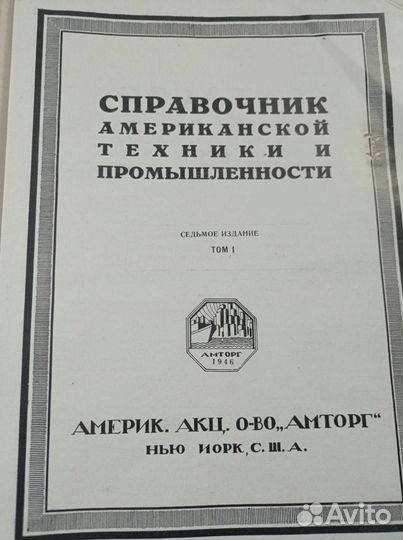 СПРАВОЧНИК
АМЕРИКАНСКОЙ
ТЕХНИКИ И
ПРОМЫШЛЕННОСТИ
СЕДЬМОЕ ИЗДАНИЕ
ТОМ I
АМТОРГ
1946
АМЕРИК. АКЦ. О-ВО „АМТОРГ"
НЬЮ ИОРК, С.Ш.А.
Avito